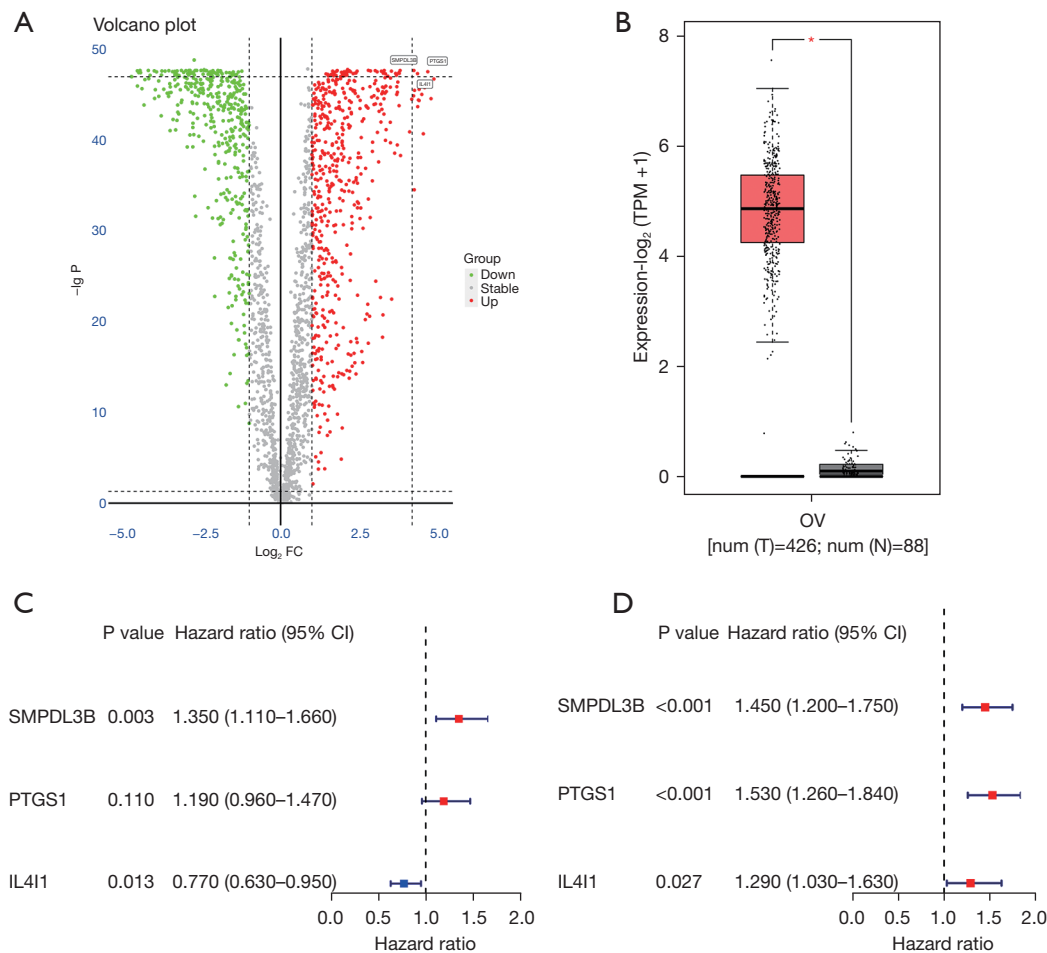 A
Volcano plot
50
40
30
20
10
0
–lg P
SMPDL3B
PTGS1
IL4I1
Group
Down
Stable
Up
–5.0
–2.5
0.0
2.5
5.0
Log₂ FC
B
8
6
4
2
0
Expression-log₂ (TPM +1)
*
OV
[num (T)=426; num (N)=88]
C
P value Hazard ratio (95% CI)
SMPDL3B 0.003 1.350 (1.110–1.660)
PTGS1 0.110 1.190 (0.960–1.470)
IL4I1 0.013 0.770 (0.630–0.950)
0.0 0.5 1.0 1.5 2.0
Hazard ratio
D
P value Hazard ratio (95% CI)
SMPDL3B <0.001 1.450 (1.200–1.750)
PTGS1 <0.001 1.530 (1.260–1.840)
IL4I1 0.027 1.290 (1.030–1.630)
0.0 0.5 1.0 1.5 2.0
Hazard ratio